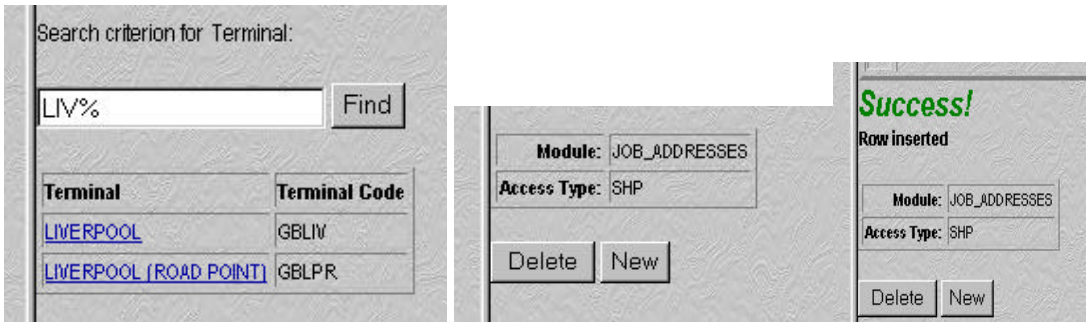 Search criterion for Terminal:
LIV%
Find
Terminal Terminal Code
LIVERPOOL GBLIV
LIVERPOOL (ROAD POINT) GBLPR
Module: JOB_ADDRESSES
Access Type: SHP
Delete New
Success!
Row inserted
Module: JOB_ADDRESSES
Access Type: SHP
Delete New